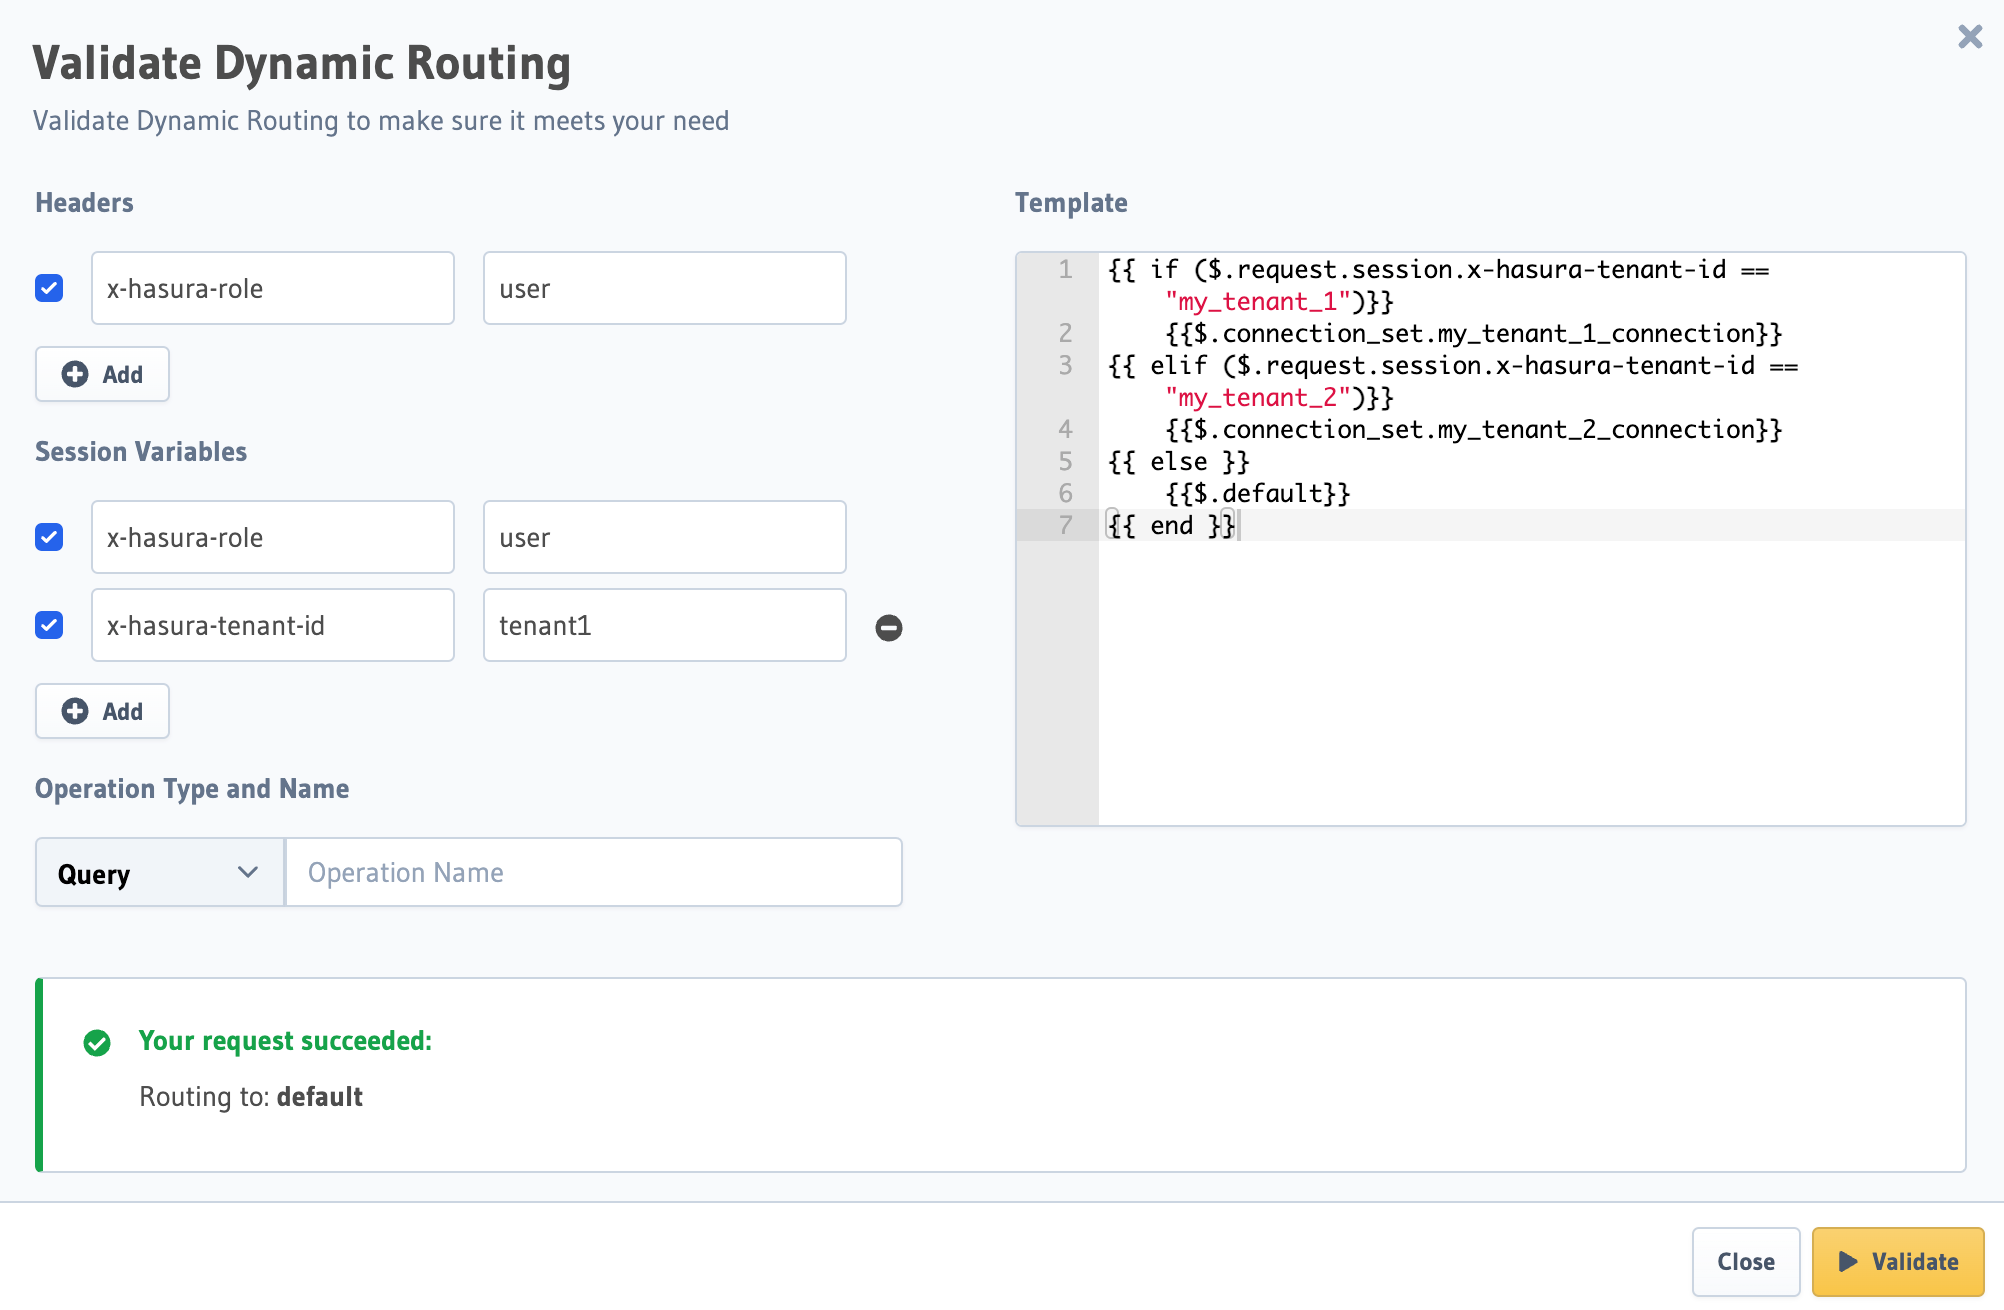 Validate Dynamic Routing
Validate Dynamic Routing to make sure it meets your need
Headers
x-hasura-role
user
Add
Session Variables
x-hasura-role
user
x-hasura-tenant-id
tenant1
Add
Operation Type and Name
Query
Operation Name
Template
1 {{ if ($.request.session.x-hasura-tenant-id ==
"my_tenant_1")}}
2 {{$.connection_set.my_tenant_1_connection}}
3 {{ elif ($.request.session.x-hasura-tenant-id ==
"my_tenant_2")}}
4 {{$.connection_set.my_tenant_2_connection}}
5 {{ else }}
6 {{$.default}}
7 {{ end }}
Your request succeeded:
Routing to: default
Close
Validate